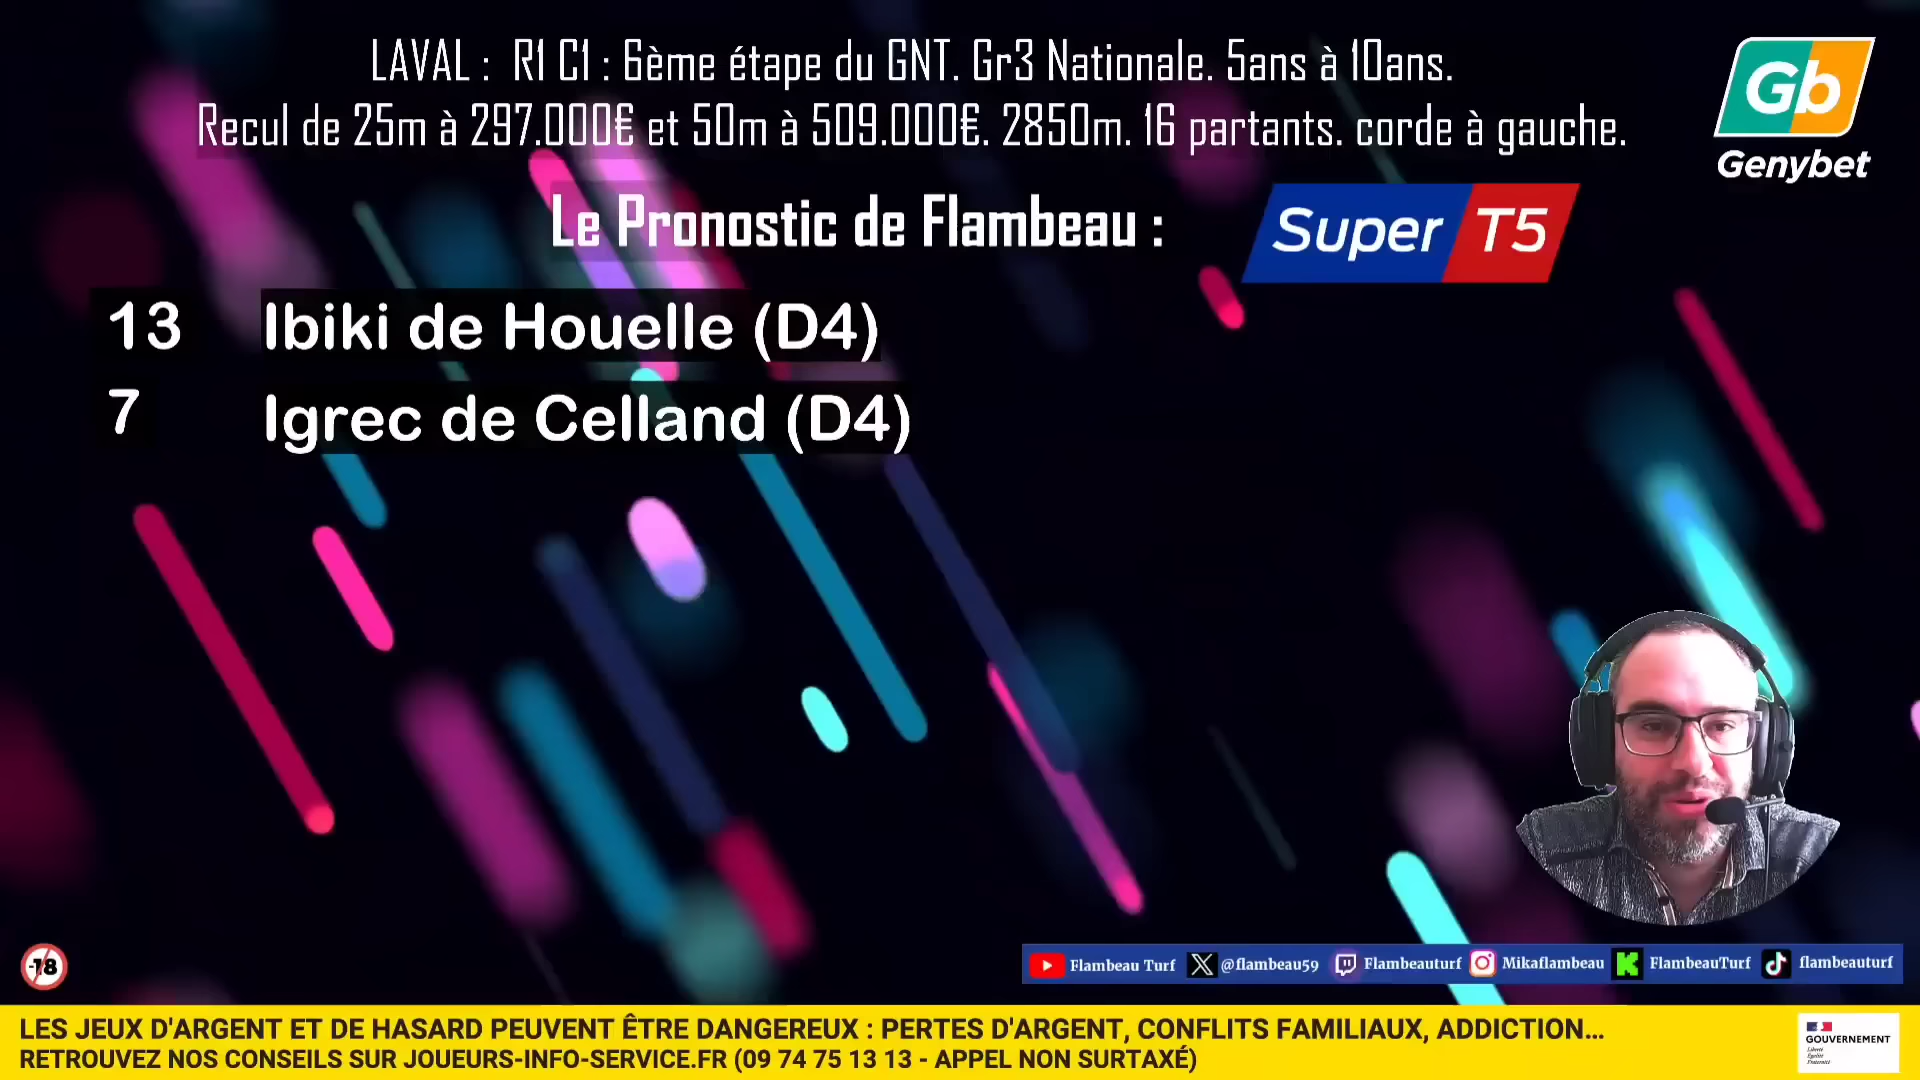 LAVAL : R1 C1 : 6ème étape du GNT. Gr3 Nationale. 5ans à 10ans.
Recul de 25m à 297.000€ et 50m à 509.000€. 2850m. 16 partants. corde à gauche.
Gb
Genybet
Le Pronostic de Flambeau :
Super T5
13 Ibiki de Houelle (D4)
7 Igrec de Celland (D4)
-18
Flambeau Turf @flambeau59 Flambeauturf Mikaflambeau FlambeauTurf flambeauturf
LES JEUX D'ARGENT ET DE HASARD PEUVENT ÊTRE DANGEREUX : PERTES D'ARGENT, CONFLITS FAMILIAUX, ADDICTION...
RETROUVEZ NOS CONSEILS SUR JOUEURS-INFO-SERVICE.FR (09 74 75 13 13 - APPEL NON SURTAXÉ)
GOUVERNEMENT
Liberté
Égalité
Fraternité